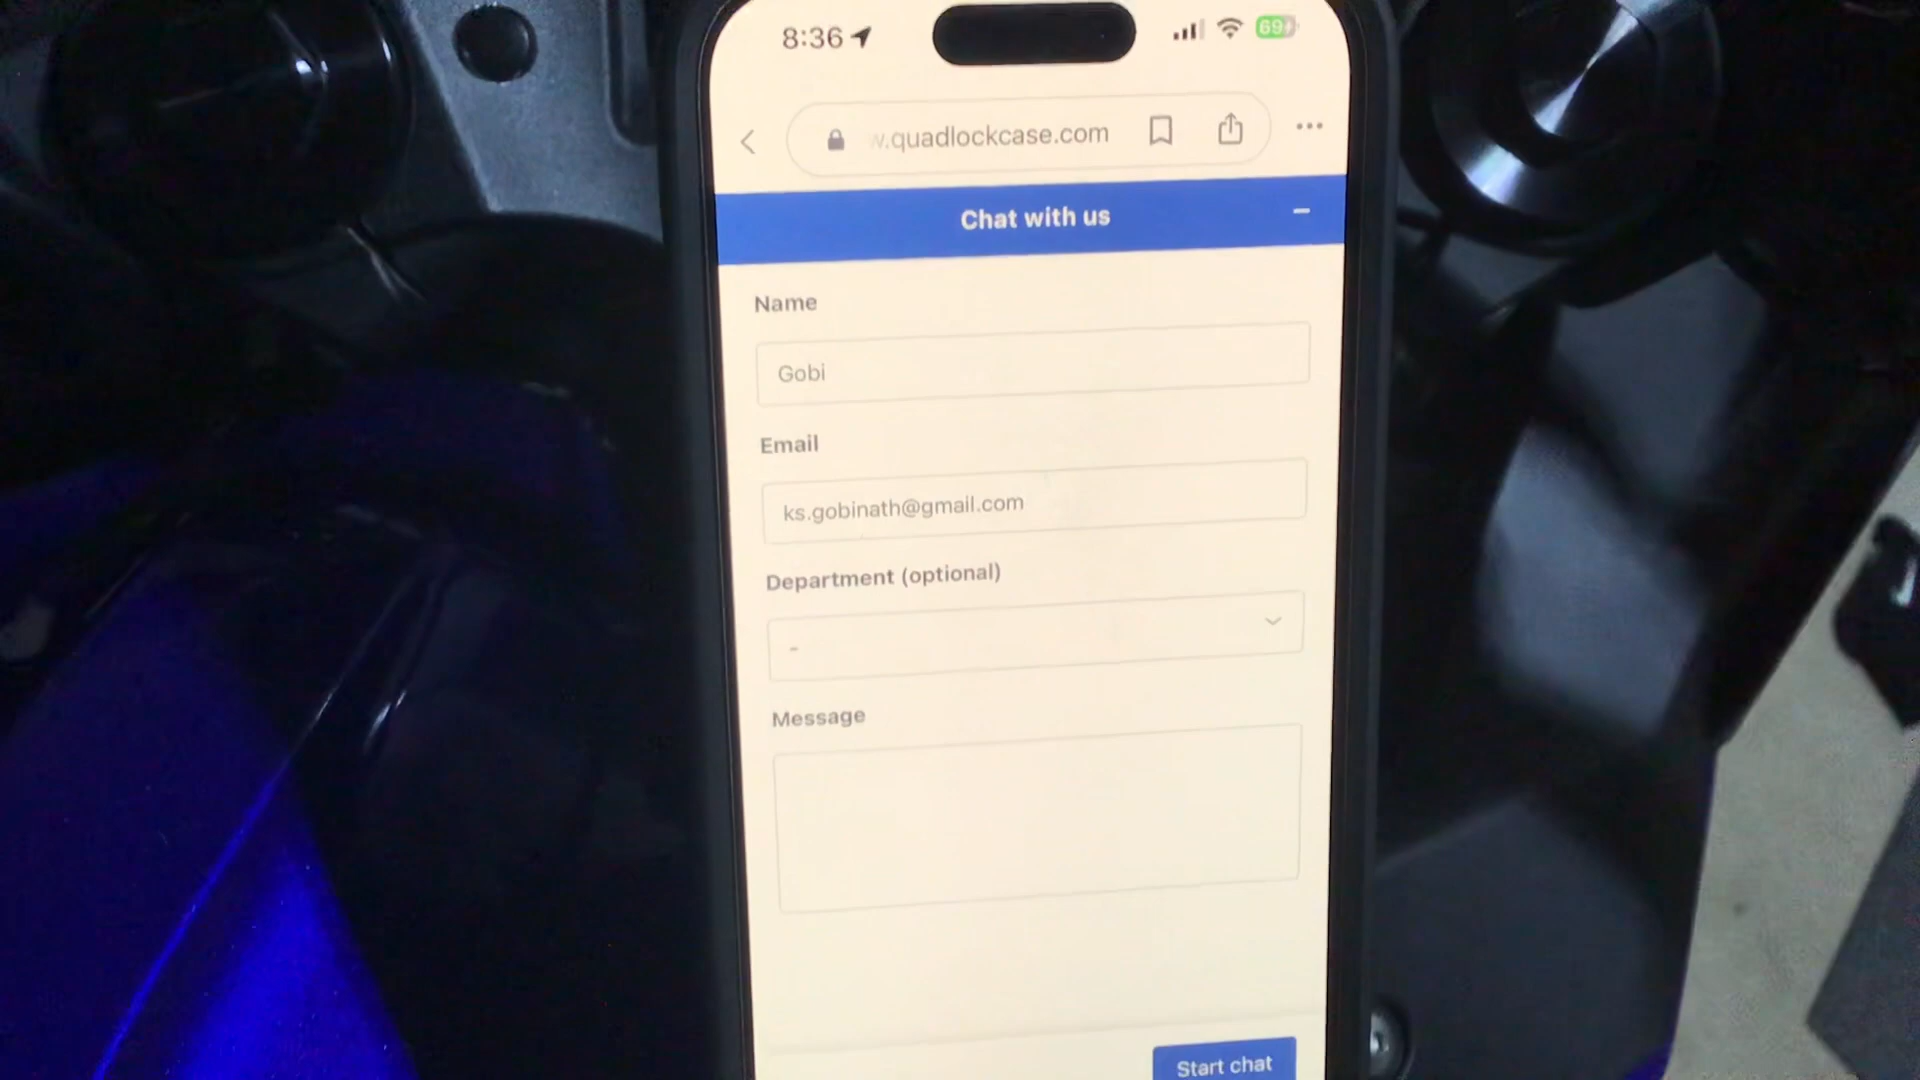 8:36
69
w.quadlockcase.com
Chat with us
Name
Gobi
Email
ks.gobinath@gmail.com
Department (optional)
-
Message
Start chat